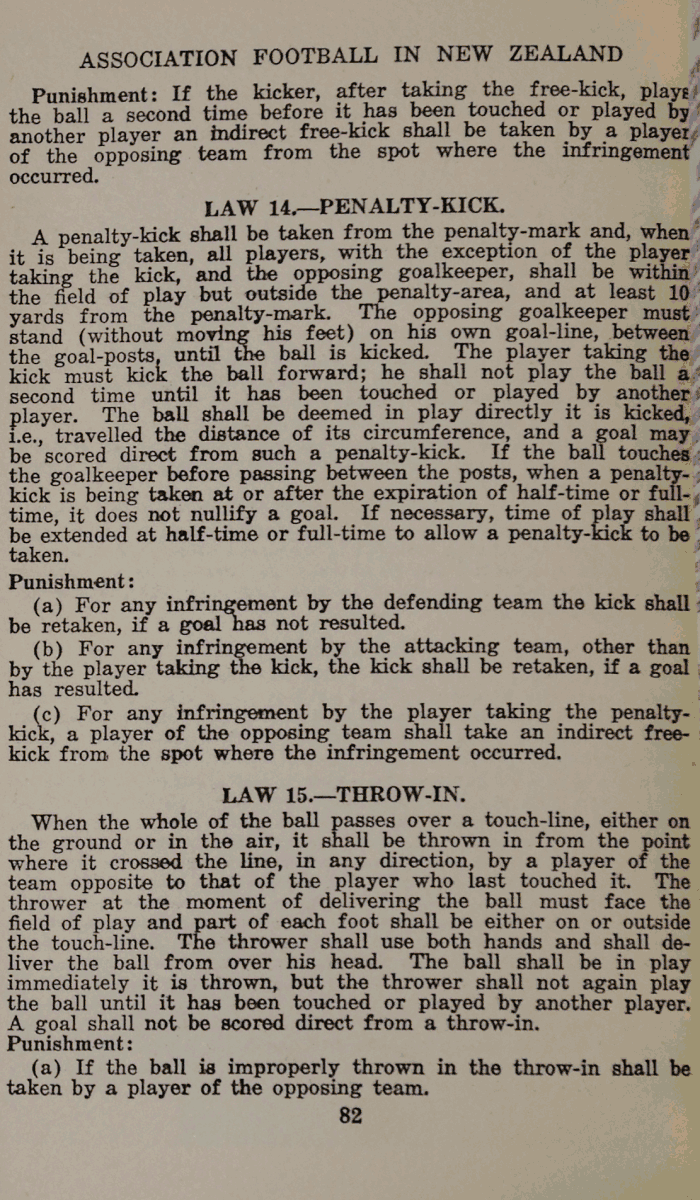 ASSOCIATION FOOTBALL IN NEW ZEALAND
Punishment: If the kicker, after taking the free-kick, plays
the ball a second time before it has been touched or played by
another player an indirect free-kick shall be taken by a player
of the opposing team from the spot where the infringement
occurred.
LAW 14.—PENALTY-KICK.
A penalty-kick shall be taken from the penalty-mark and, when
it is being taken, all players, with the exception of the player
taking the kick, and the opposing goalkeeper, shall be within
the field of play but outside the penalty-area, and at least 10
yards from the penalty-mark. The opposing goalkeeper must
stand (without moving his feet) on his own goal-line, between
the goal-posts, until the ball is kicked. The player taking the
kick must kick the ball forward; he shall not play the ball a
second time until it has been touched or played by another
player. The ball shall be deemed in play directly it is kicked,
i.e., travelled the distance of its circumference, and a goal may
be scored direct from such a penalty-kick. If the ball touches
the goalkeeper before passing between the posts, when a penalty-
kick is being taken at or after the expiration of half-time or full-
time, it does not nullify a goal. If necessary, time of play shall
be extended at half-time or full-time to allow a penalty-kick to be
taken.
Punishment:
(a) For any infringement by the defending team the kick shall
be retaken, if a goal has not resulted.
(b) For any infringement by the attacking team, other than
by the player taking the kick, the kick shall be retaken, if a goal
has resulted.
(c) For any infringement by the player taking the penalty-
kick, a player of the opposing team shall take an indirect free-
kick from the spot where the infringement occurred.
LAW 15.—THROW-IN.
When the whole of the ball passes over a touch-line, either on
the ground or in the air, it shall be thrown in from the point
where it crossed the line, in any direction, by a player of the
team opposite to that of the player who last touched it. The
thrower at the moment of delivering the ball must face the
field of play and part of each foot shall be either on or outside
the touch-line. The thrower shall use both hands and shall de-
liver the ball from over his head. The ball shall be in play
immediately it is thrown, but the thrower shall not again play
the ball until it has been touched or played by another player.
A goal shall not be scored direct from a throw-in.
Punishment:
(a) If the ball is improperly thrown in the throw-in shall be
taken by a player of the opposing team.
82